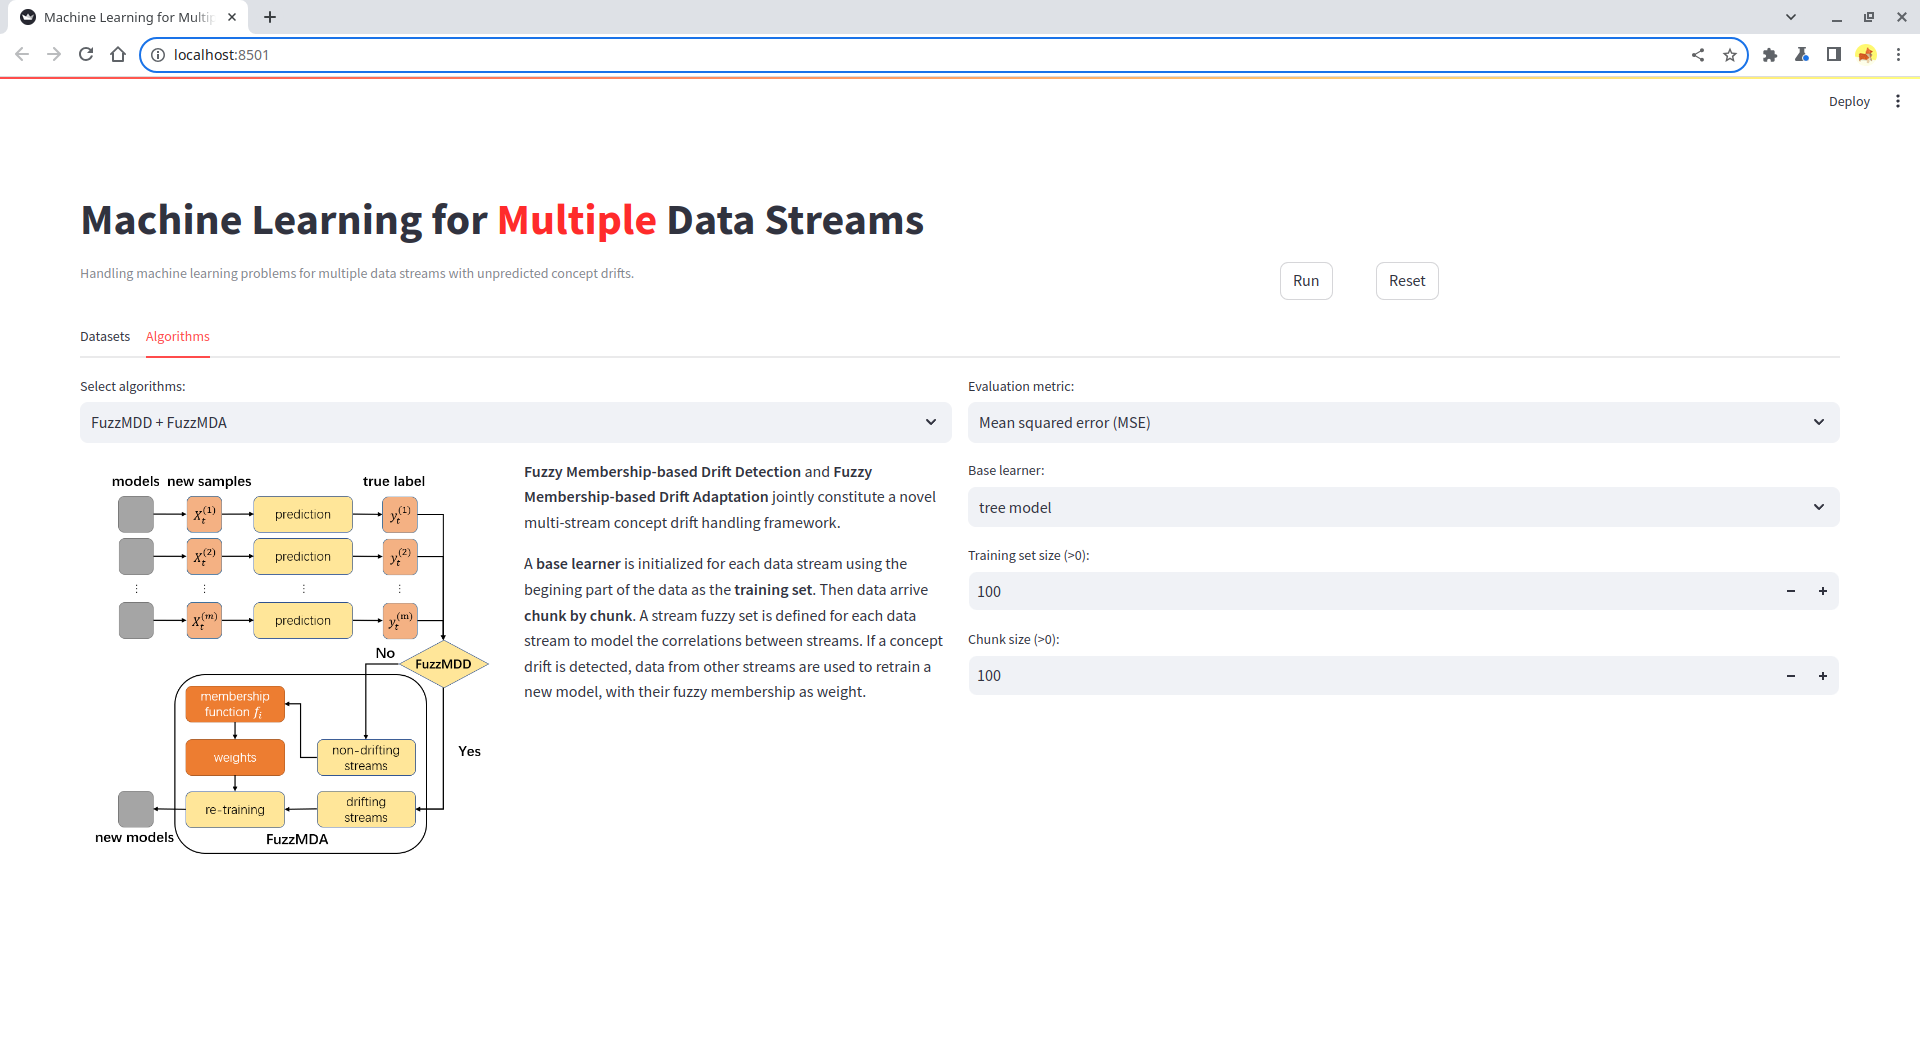 Machine Learning for Multip
localhost:8501
Deploy
Machine Learning for Multiple Data Streams
Handling machine learning problems for multiple data streams with unpredicted concept drifts.
Run
Reset
Datasets
Algorithms
Select algorithms:
FuzzMDD + FuzzMDA
models new samples true label
X_t^(1) prediction y_t^(1)
X_t^(2) prediction y_t^(2)
⋮ ⋮ ⋮ ⋮
X_t^(m) prediction y_t^(m)
No
FuzzMDD
membership
function f_i
weights
non-drifting
streams
Yes
re-training
drifting
streams
new models
FuzzMDA
Fuzzy Membership-based Drift Detection and Fuzzy
Membership-based Drift Adaptation jointly constitute a novel
multi-stream concept drift handling framework.
A base learner is initialized for each data stream using the
begining part of the data as the training set. Then data arrive
chunk by chunk. A stream fuzzy set is defined for each data
stream to model the correlations between streams. If a concept
drift is detected, data from other streams are used to retrain a
new model, with their fuzzy membership as weight.
Evaluation metric:
Mean squared error (MSE)
Base learner:
tree model
Training set size (>0):
100
Chunk size (>0):
100